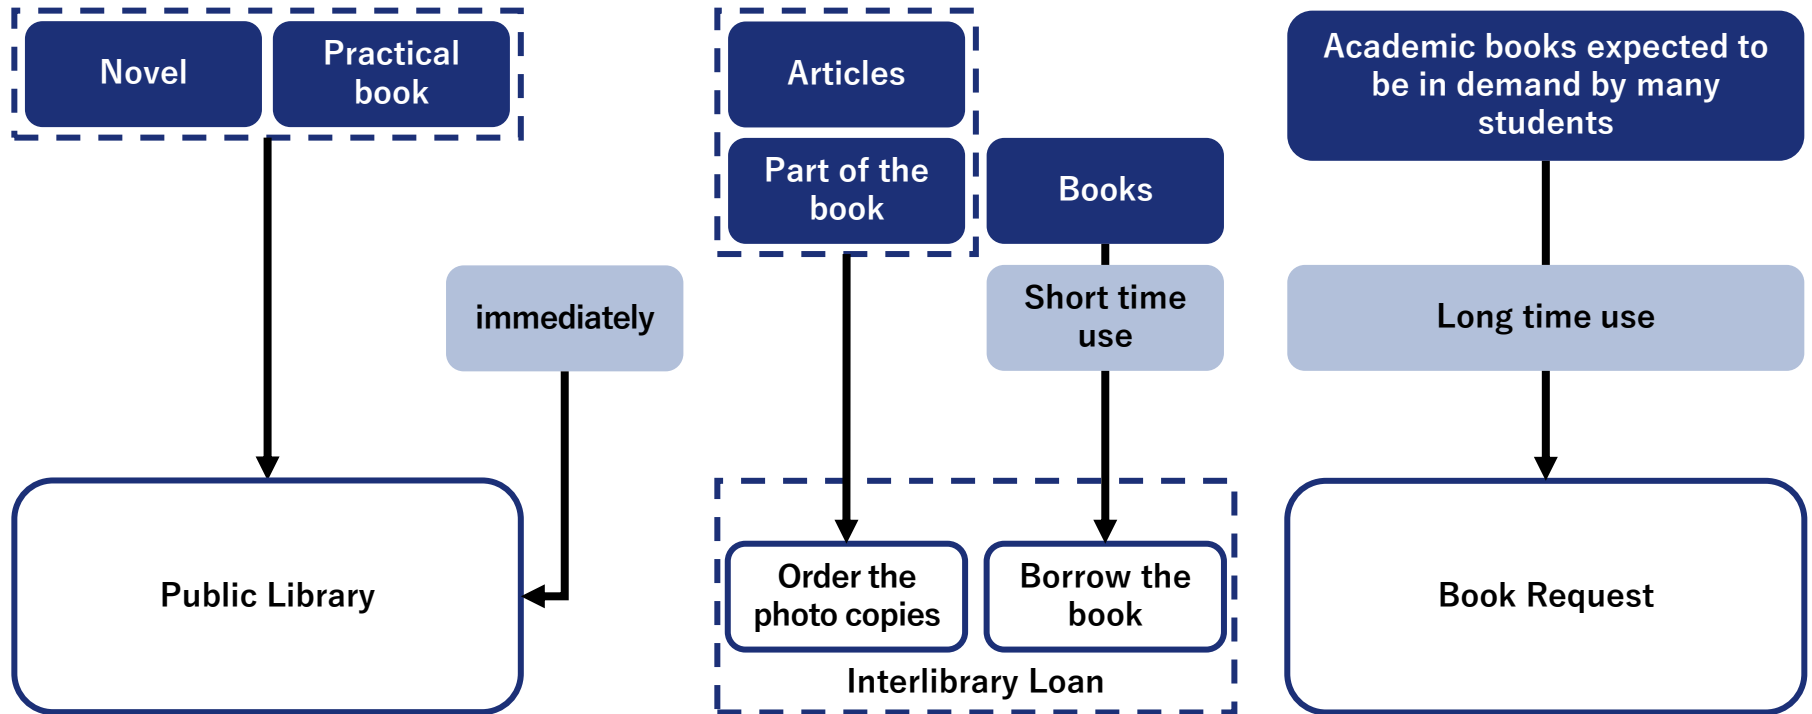 Novel
Practical
book
Articles
Academic books expected to
be in demand by many
students
Part of the
book
Books
immediately
Short time
use
Long time use
Public Library
Order the
photo copies
Borrow the
book
Book Request
Interlibrary Loan